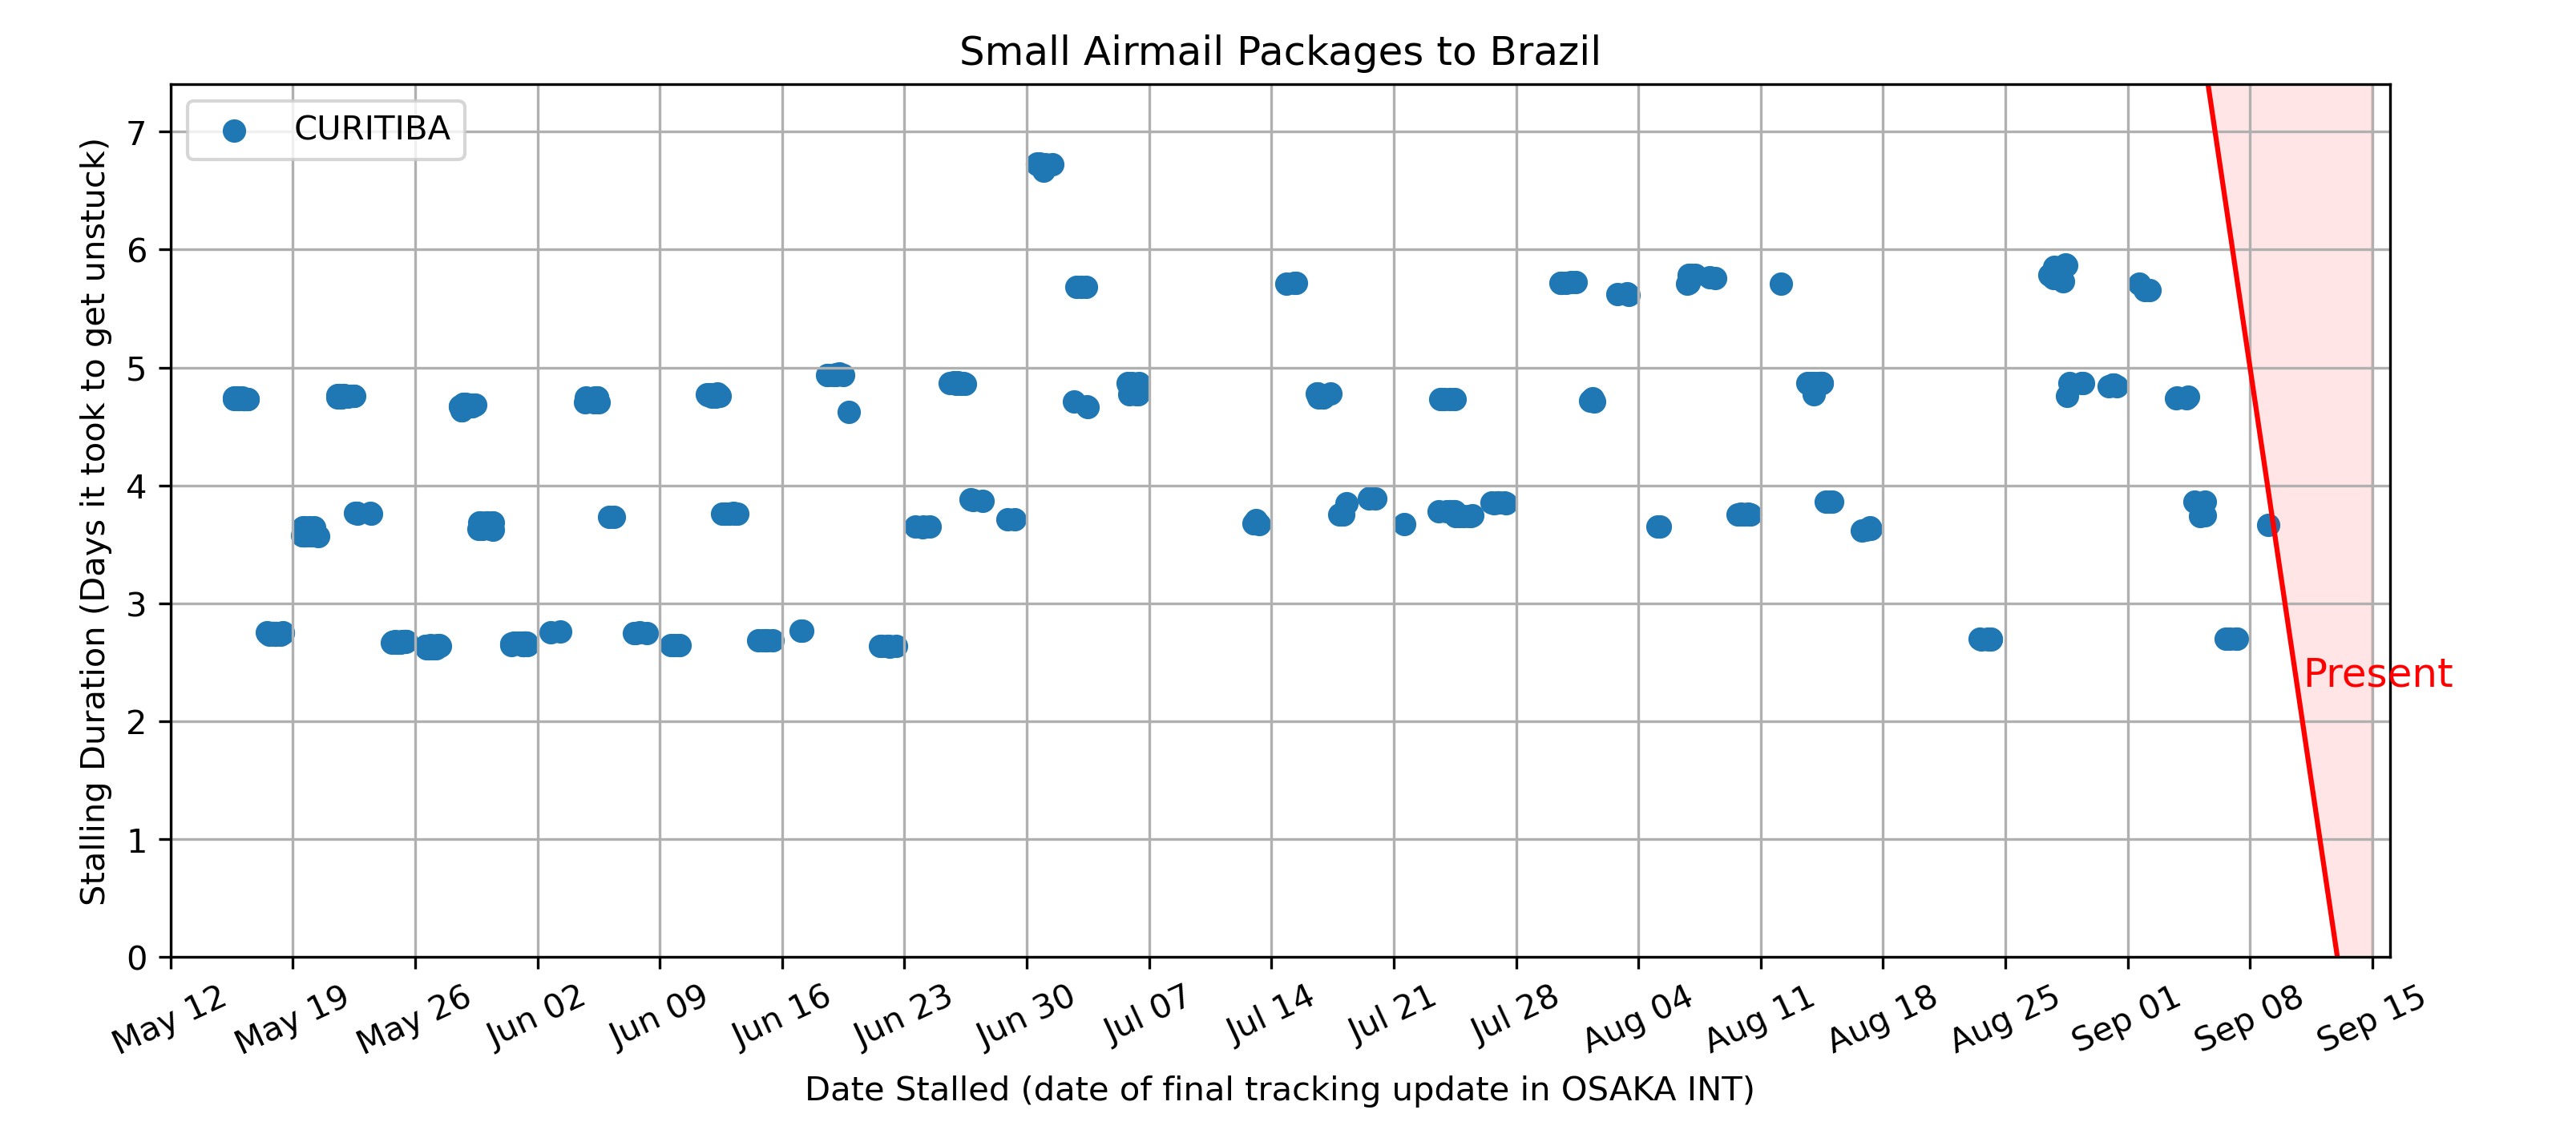 Small Airmail Packages to Brazil
CURITIBA
Stalling Duration (Days it took to get unstuck)
7
6
5
4
3
2
1
0
Present
May 12
May 19
May 26
Jun 02
Jun 09
Jun 16
Jun 23
Jun 30
Jul 07
Jul 14
Jul 21
Jul 28
Aug 04
Aug 11
Aug 18
Aug 25
Sep 01
Sep 08
Sep 15
Date Stalled (date of final tracking update in OSAKA INT)